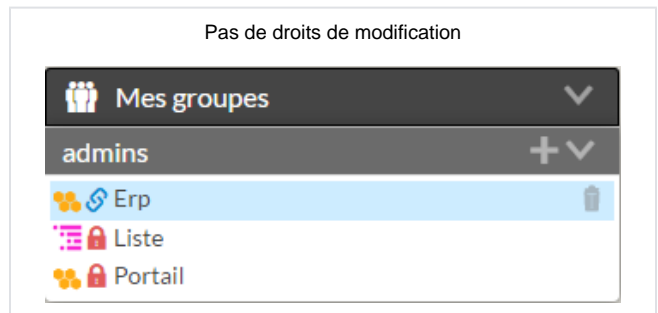 Pas de droits de modification
Mes groupes
admins
Erp
Liste
Portail